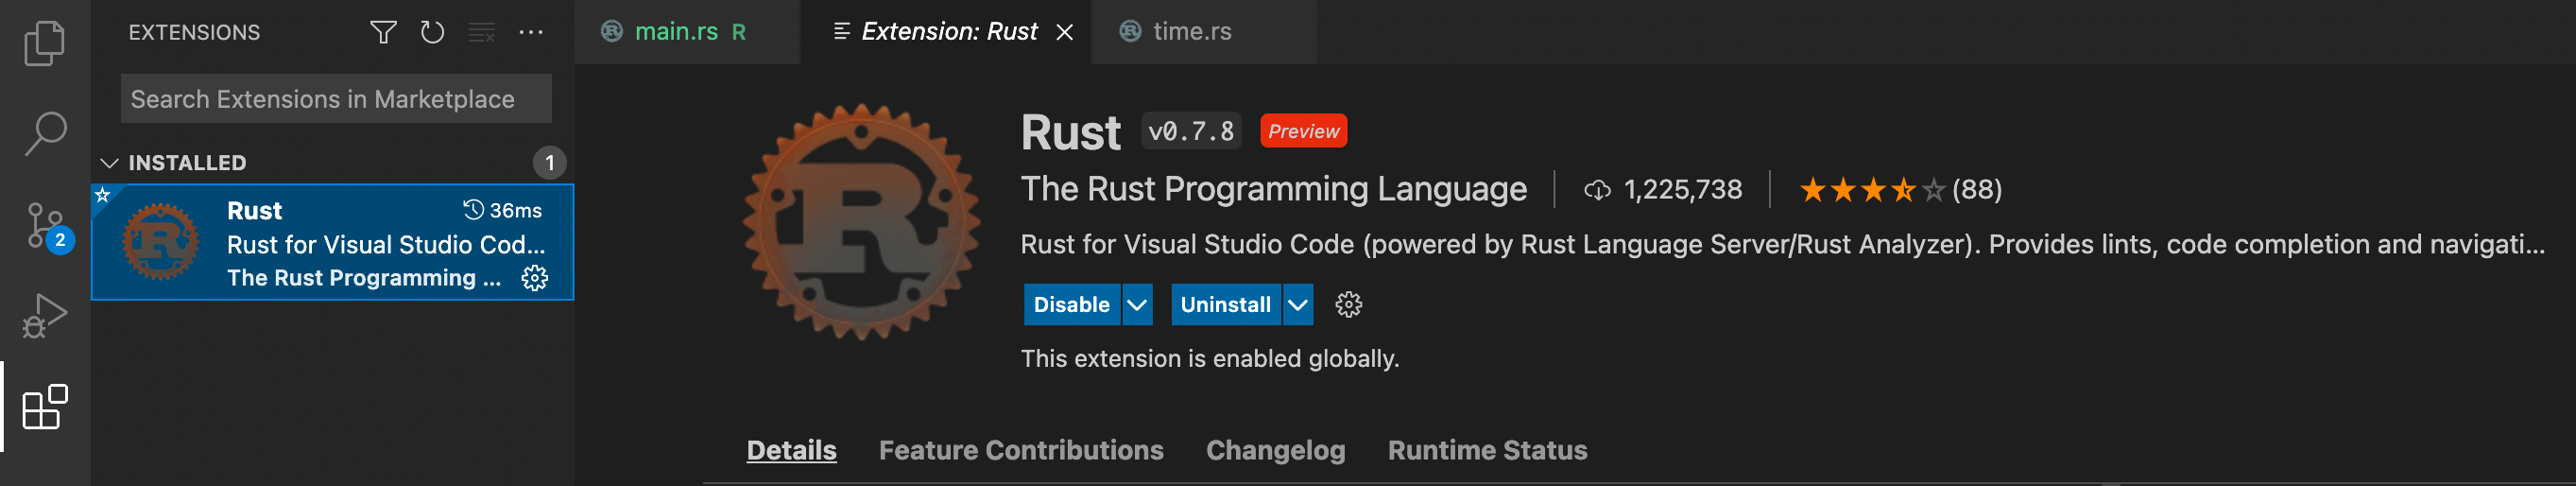 EXTENSIONS
Search Extensions in Marketplace
INSTALLED 1
Rust 36ms
Rust for Visual Studio Cod...
The Rust Programming ...
2
main.rs R
Extension: Rust
time.rs
Rust v0.7.8 Preview
The Rust Programming Language 1,225,738 (88)
Rust for Visual Studio Code (powered by Rust Language Server/Rust Analyzer). Provides lints, code completion and navigati...
Disable Uninstall
This extension is enabled globally.
Details Feature Contributions Changelog Runtime Status